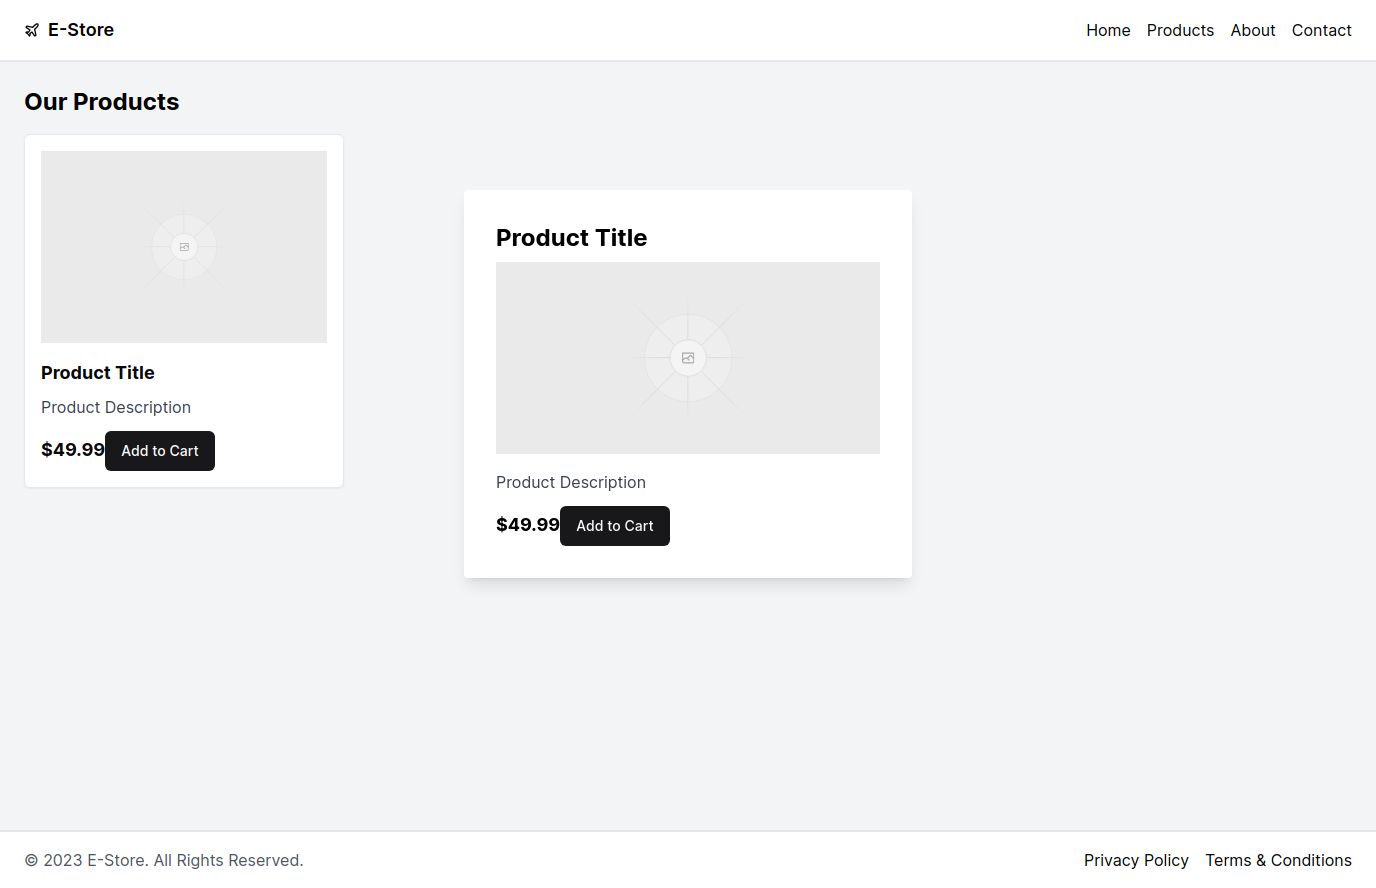 E-Store
Home Products About Contact
Our Products
Product Title
Product Description
$49.99 Add to Cart
Product Title
Product Description
$49.99 Add to Cart
© 2023 E-Store. All Rights Reserved.
Privacy Policy Terms & Conditions